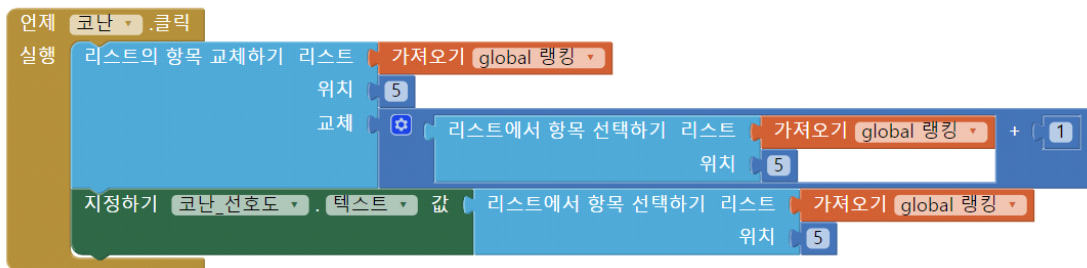 언제 코난 .클릭
실행 리스트의 항목 교체하기 리스트 가져오기 global 랭킹
위치 5
교체 리스트에서 항목 선택하기 리스트 가져오기 global 랭킹 + 1
위치 5
지정하기 코난_선호도 . 텍스트 값 리스트에서 항목 선택하기 리스트 가져오기 global 랭킹
위치 5